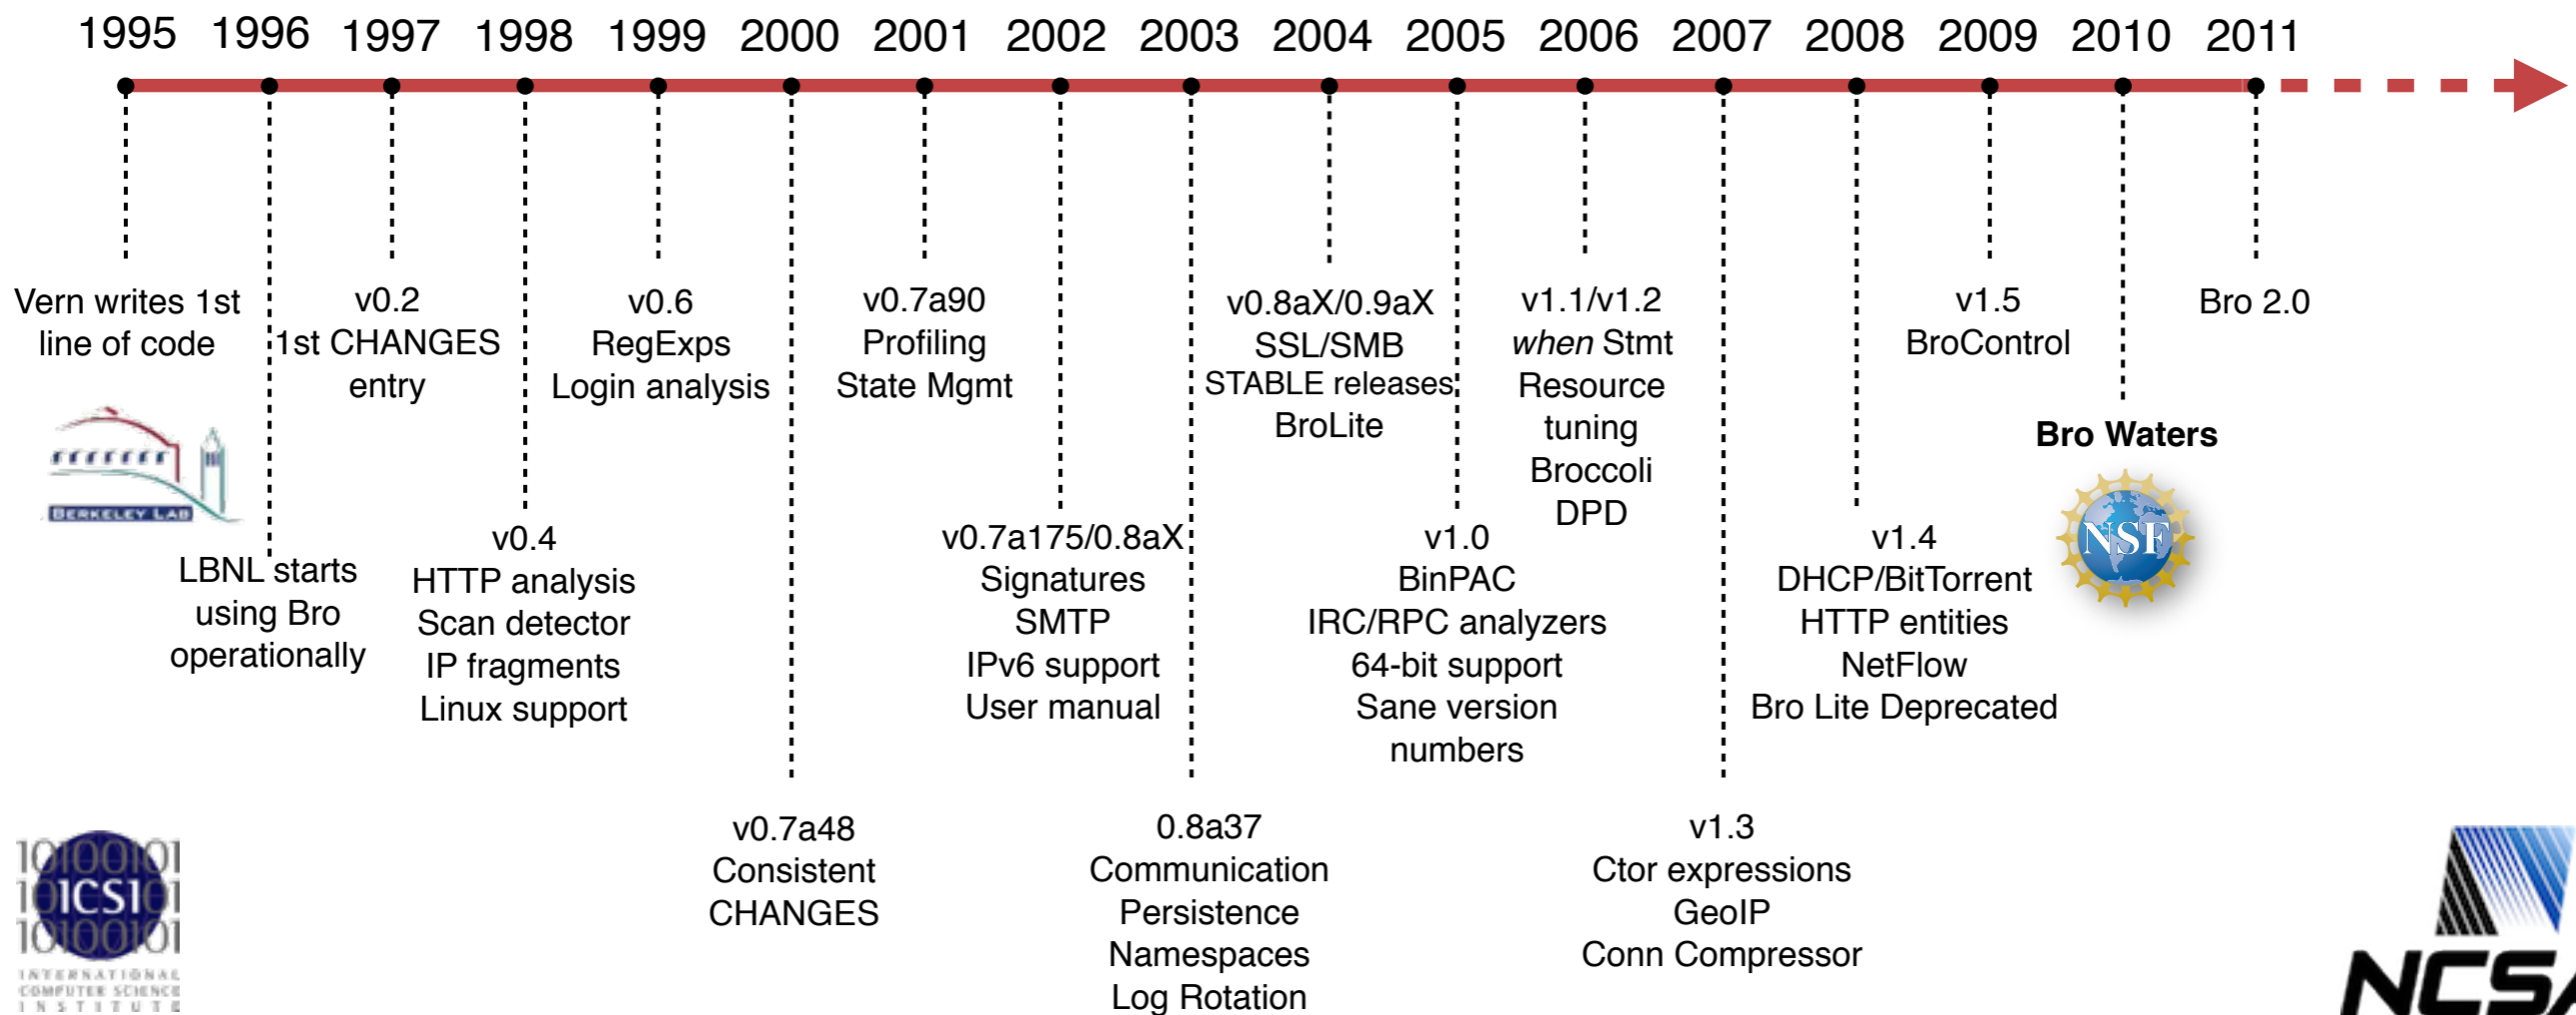 1995 1996 1997 1998 1999 2000 2001 2002 2003 2004 2005 2006 2007 2008 2009 2010 2011
Vern writes 1st
line of code
BERKELEY LAB
LBNL starts
using Bro
operationally
v0.2
1st CHANGES
entry
v0.4
HTTP analysis
Scan detector
IP fragments
Linux support
v0.6
RegExps
Login analysis
v0.7a48
Consistent
CHANGES
v0.7a90
Profiling
State Mgmt
v0.7a175/0.8aX
Signatures
SMTP
IPv6 support
User manual
0.8a37
Communication
Persistence
Namespaces
Log Rotation
v0.8aX/0.9aX
SSL/SMB
STABLE releases
BroLite
v1.0
BinPAC
IRC/RPC analyzers
64-bit support
Sane version
numbers
v1.1/v1.2
when Stmt
Resource
tuning
Broccoli
DPD
v1.3
Ctor expressions
GeoIP
Conn Compressor
v1.4
DHCP/BitTorrent
HTTP entities
NetFlow
Bro Lite Deprecated
v1.5
BroControl
Bro Waters
NSF
Bro 2.0
10100101
101ICSI101
10100101
INTERNATIONAL
COMPUTER SCIENCE
INSTITUTE
NCSA